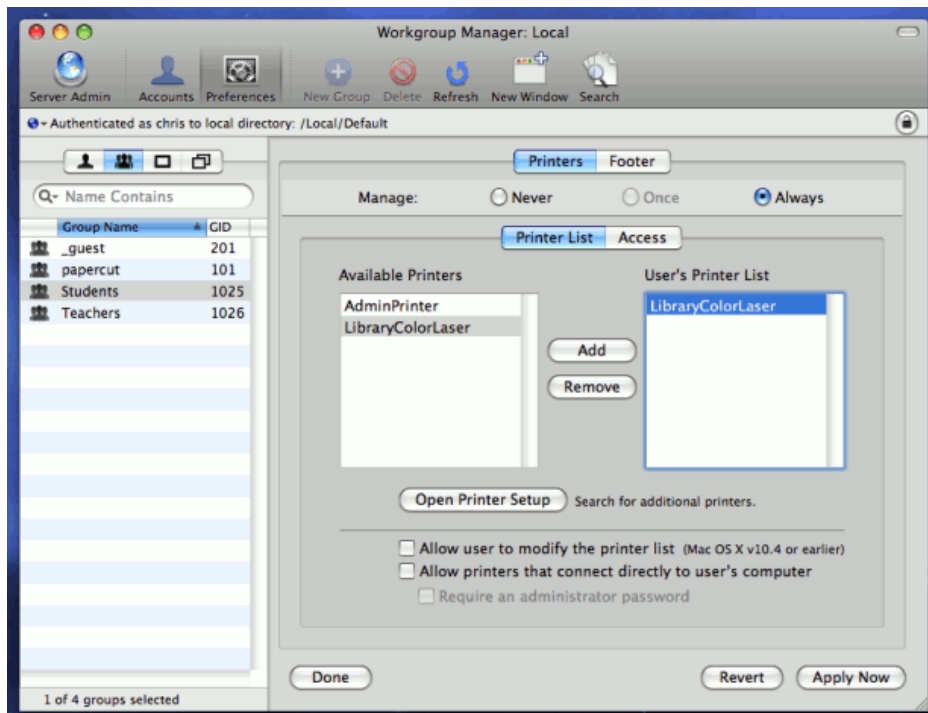 Workgroup Manager: Local
Server Admin Accounts Preferences New Group Delete Refresh New Window Search
Authenticated as chris to local directory: /Local/Default
Printers Footer
Name Contains
Manage: Never Once Always
Group Name GID
_guest 201
papercut 101
Students 1025
Teachers 1026
Printer List Access
Available Printers
AdminPrinter
LibraryColorLaser
Add
Remove
User's Printer List
LibraryColorLaser
Open Printer Setup Search for additional printers.
Allow user to modify the printer list (Mac OS X v10.4 or earlier)
Allow printers that connect directly to user's computer
Require an administrator password
Done Revert Apply Now
1 of 4 groups selected